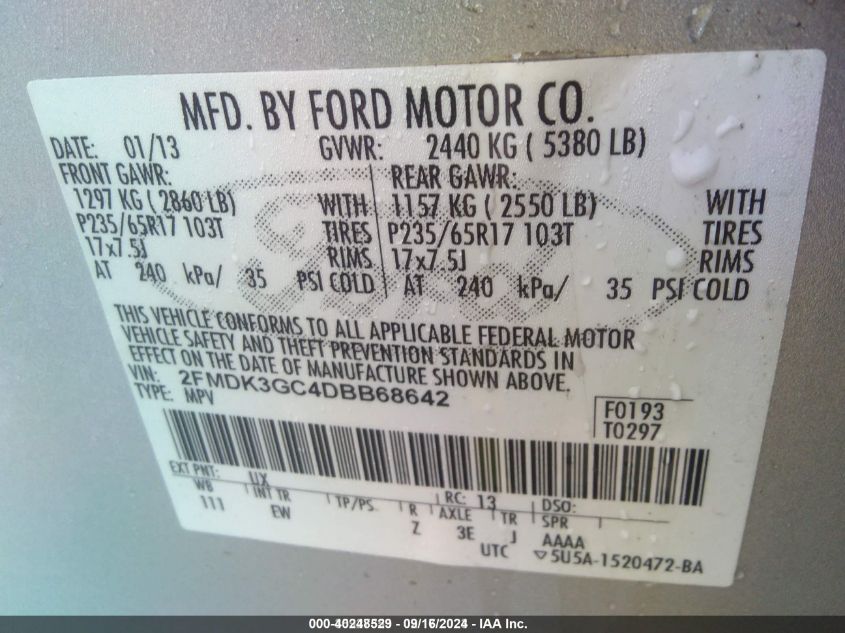 MFD. BY FORD MOTOR CO.
DATE: 01/13 GVWR: 2440 KG ( 5380 LB)
FRONT GAWR: REAR GAWR:
1297 KG ( 2860 LB) WITH 1157 KG ( 2550 LB) WITH
P235/65R17 103T TIRES P235/65R17 103T TIRES
17x7.5J RIMS 17x7.5J RIMS
AT 240 kPa/ 35 PSI COLD AT 240 kPa/ 35 PSI COLD
THIS VEHICLE CONFORMS TO ALL APPLICABLE FEDERAL MOTOR
VEHICLE SAFETY AND THEFT PREVENTION STANDARDS IN
EFFECT ON THE DATE OF MANUFACTURE SHOWN ABOVE.
VIN: 2FMDK3GC4DBB68642
TYPE: MPV
F0193
T0297
EXT PNT: UX RC: 13 DSO:
WB INT TR TP/PS R AXLE TR SPR
111 EW Z 3E J AAAA
UTC ▽5U5A-1520472-BA
000-40248529 - 09/16/2024 - IAA Inc.